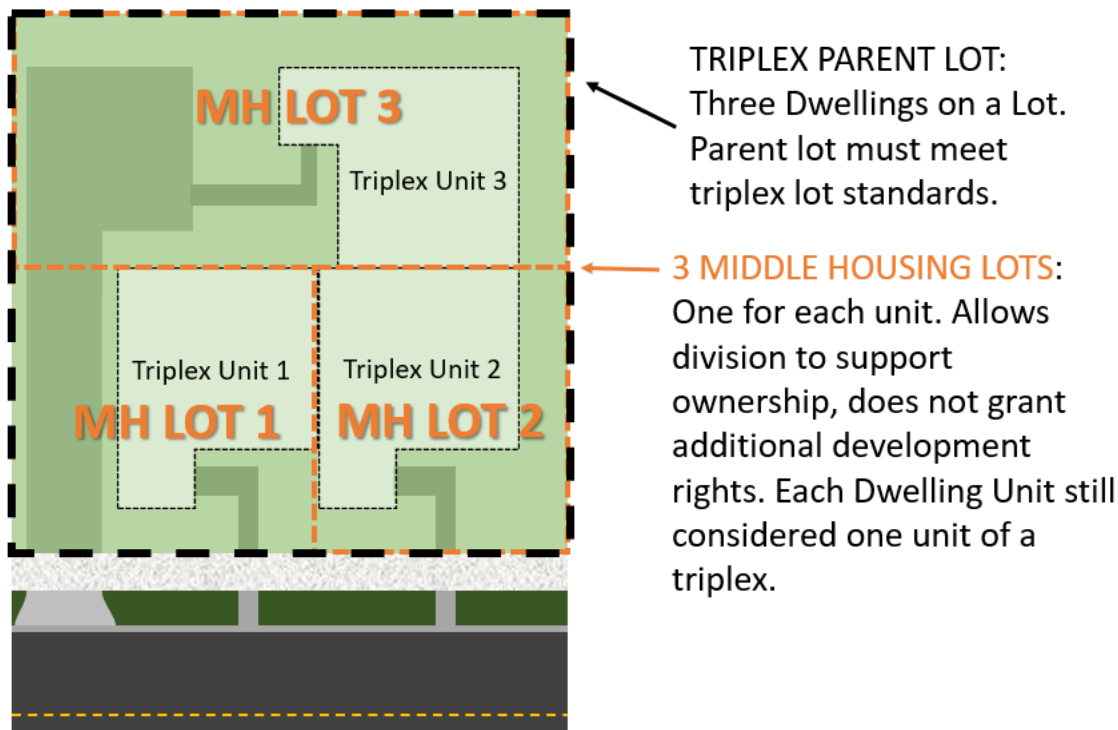 MH LOT 3
Triplex Unit 3
Triplex Unit 1
Triplex Unit 2
MH LOT 1
MH LOT 2
TRIPLEX PARENT LOT:
Three Dwellings on a Lot.
Parent lot must meet
triplex lot standards.
3 MIDDLE HOUSING LOTS:
One for each unit. Allows
division to support
ownership, does not grant
additional development
rights. Each Dwelling Unit still
considered one unit of a
triplex.